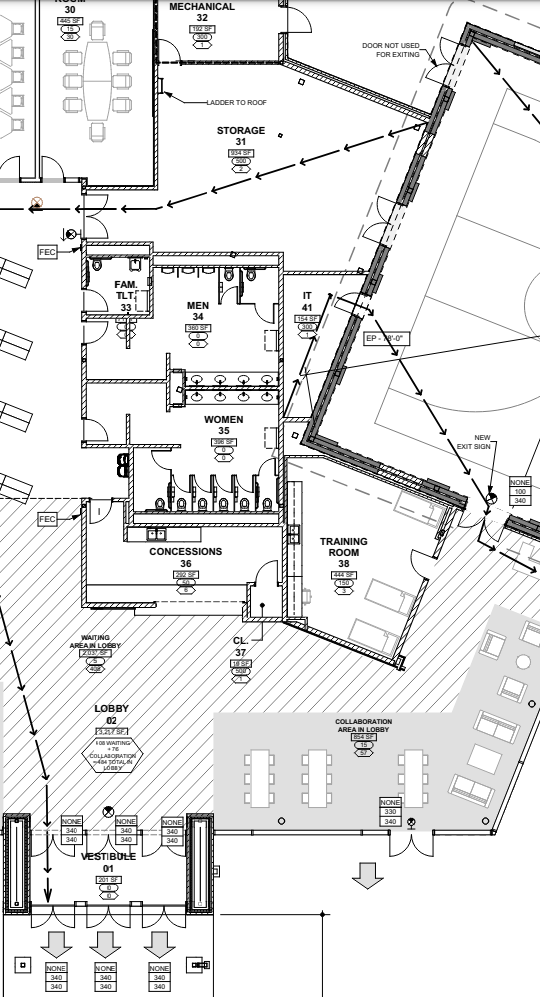 ROOM
30
445 SF
15
30
MECHANICAL
32
192 SF
300
1
DOOR NOT USED
FOR EXITING
LADDER TO ROOF
STORAGE
31
934 SF
500
2
FEC
FAM.
TLT.
33
MEN
34
360 SF
0
0
IT
41
154 SF
300
1
EP - 78'-0"
WOMEN
35
396 SF
0
0
NEW
EXIT SIGN
NONE
100
340
FEC
CONCESSIONS
36
292 SF
50
6
TRAINING
ROOM
38
444 SF
150
3
WAITING
AREA IN LOBBY
2,037 SF
5
408
CL.
37
19 SF
500
1
LOBBY
02
3,217 SF
408 WAITING
+ 76
COLLABORATION
= 484 TOTAL IN
LOBBY
COLLABORATION
AREA IN LOBBY
854 SF
15
57
NONE
340
340
NONE
340
340
NONE
340
340
NONE
330
340
VESTIBULE
01
201 SF
0
0
NONE
340
340
NONE
340
340
NONE
340
340